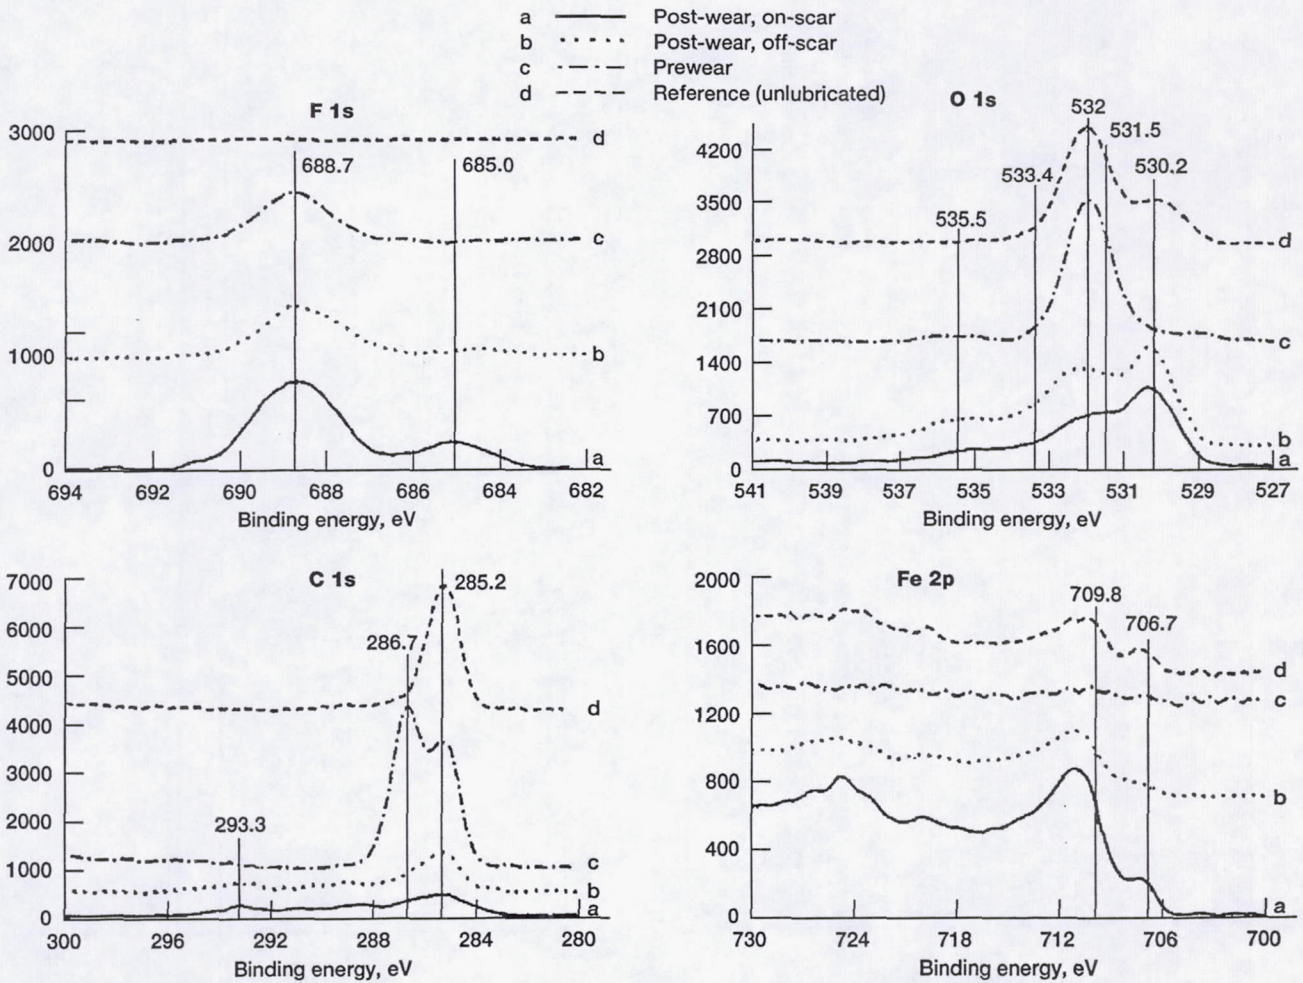 a Post-wear, on-scar
b Post-wear, off-scar
c Prewear
d Reference (unlubricated)
F 1s
3000
2000
1000
0
688.7
685.0
d
c
b
a
694 692 690 688 686 684 682
Binding energy, eV
O 1s
4200
3500
2800
2100
1400
700
0
532
531.5
533.4
530.2
535.5
d
c
b
a
541 539 537 535 533 531 529 527
Binding energy, eV
C 1s
7000
6000
5000
4000
3000
2000
1000
0
285.2
286.7
293.3
d
c
b
a
300 296 292 288 284 280
Binding energy, eV
Fe 2p
2000
1600
1200
800
400
0
709.8
706.7
d
c
b
a
730 724 718 712 706 700
Binding energy, eV